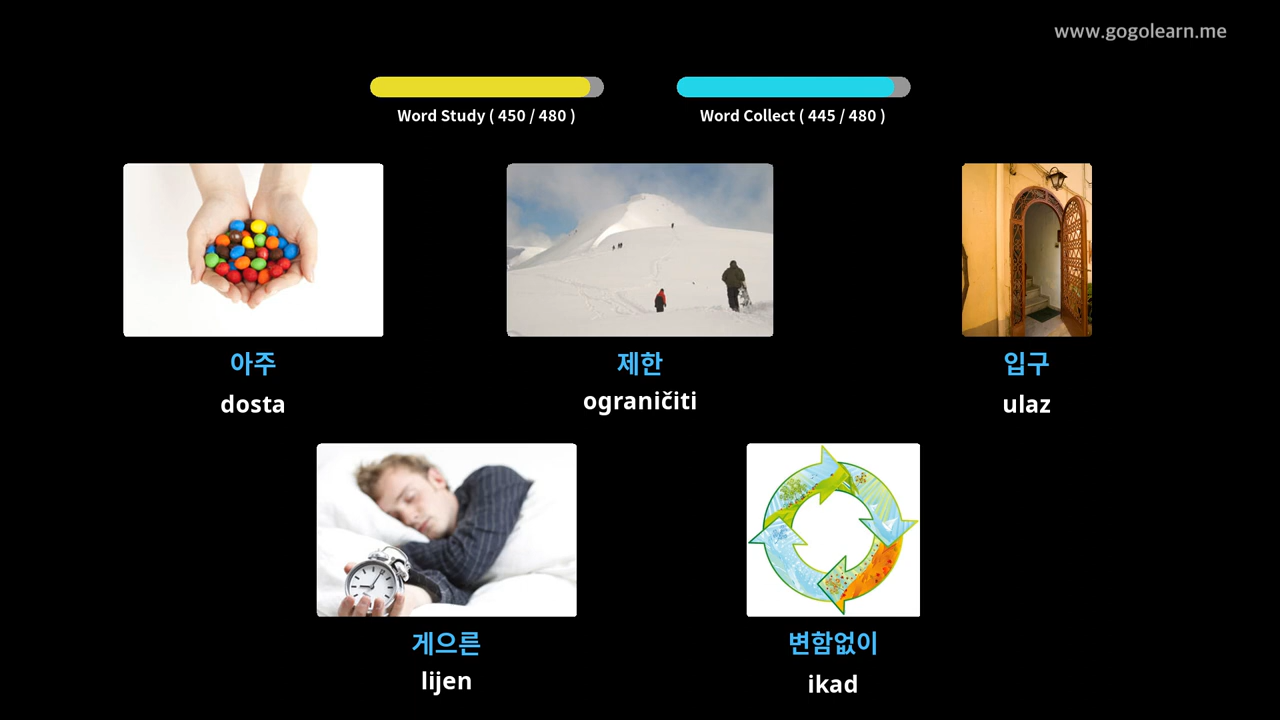 www.gogolearn.me
Word Study ( 450 / 480 )
Word Collect ( 445 / 480 )
아주
dosta
제한
ograničiti
입구
ulaz
게으른
lijen
변함없이
ikad